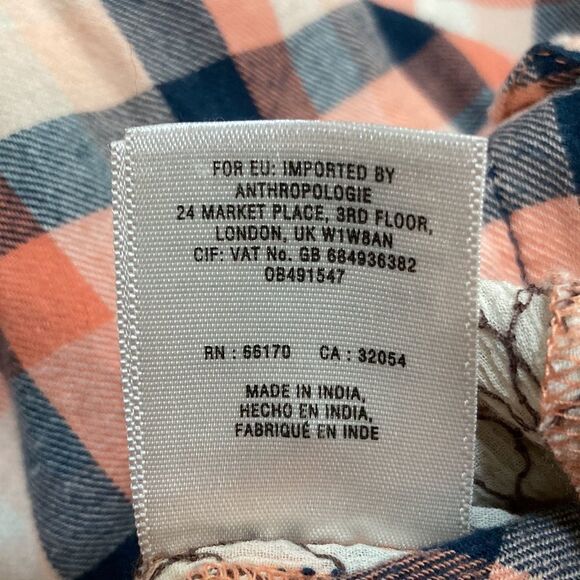 FOR EU: IMPORTED BY
ANTHROPOLOGIE
24 MARKET PLACE, 3RD FLOOR,
LONDON, UK W1W8AN
CIF: VAT No. GB 684936382
OB491547
RN : 66170 CA : 32054
MADE IN INDIA,
HECHO EN INDIA,
FABRIQUÉ EN INDE